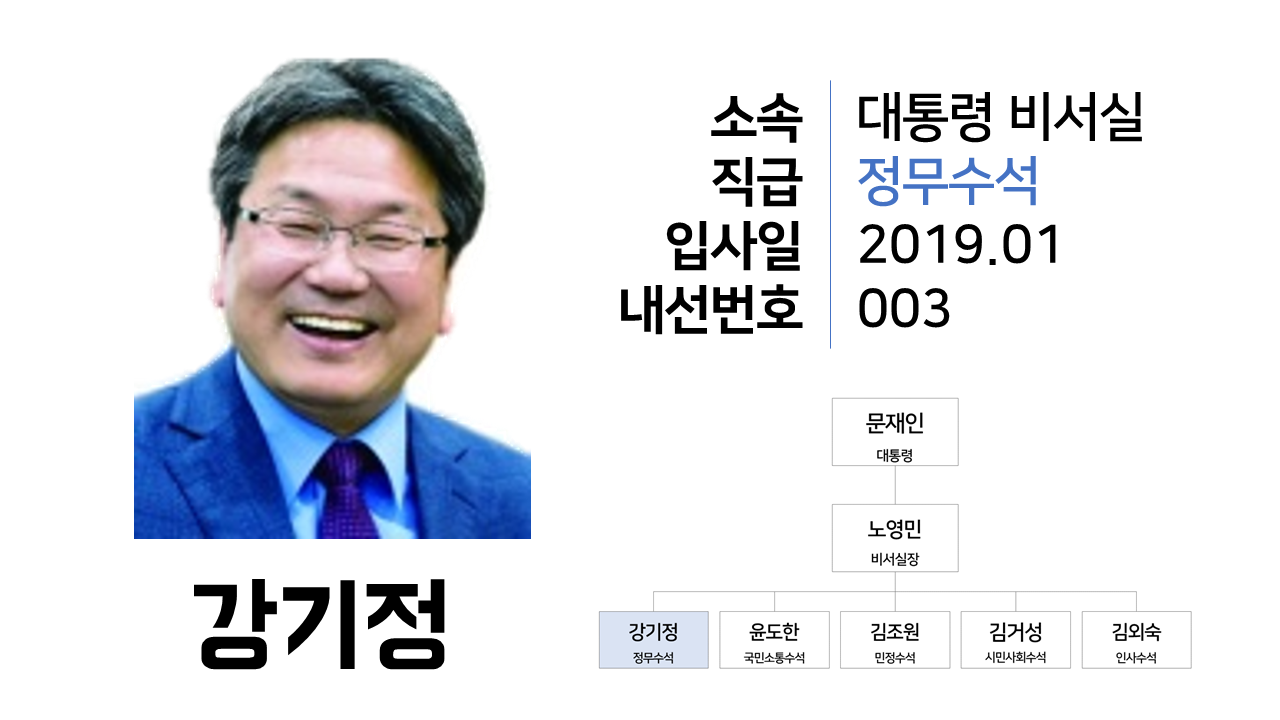 소속 대통령 비서실
직급 정무수석
입사일 2019.01
내선번호 003
강기정
문재인
대통령
노영민
비서실장
강기정 윤도한 김조원 김거성 김외숙
정무수석 국민소통수석 민정수석 시민사회수석 인사수석